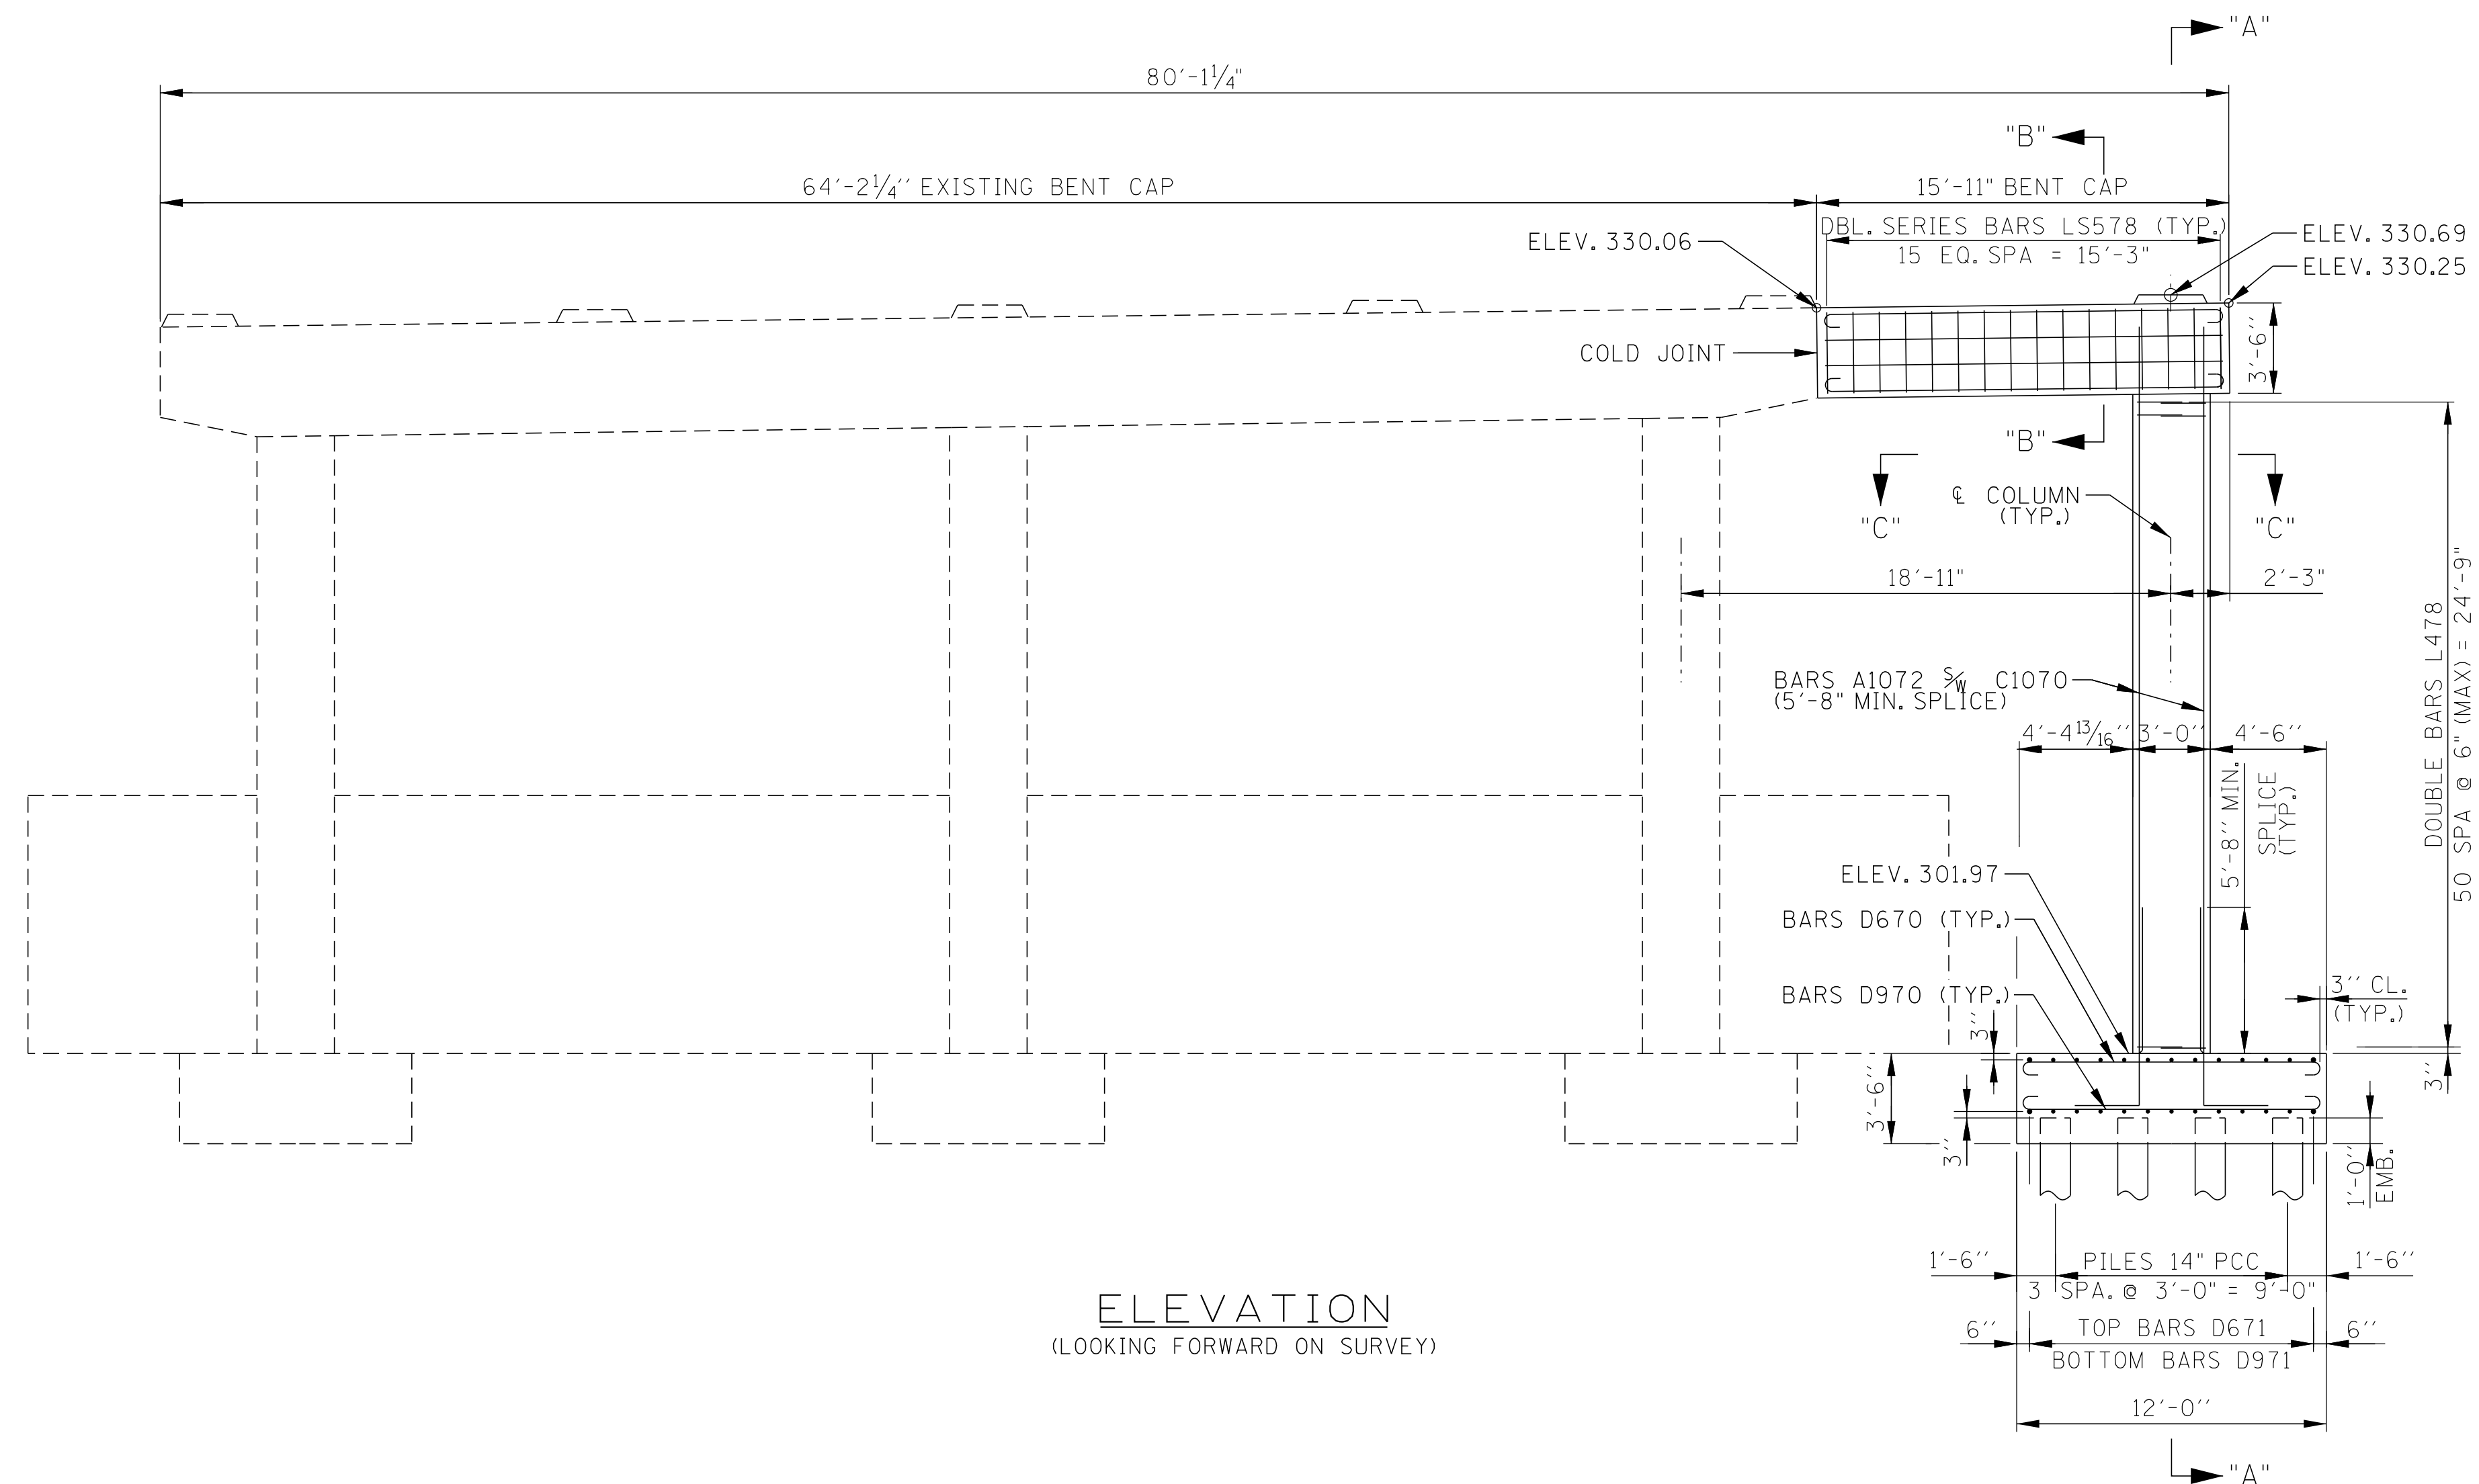 "A"
80'-1 1/4"
"B"
64'-2 1/4'' EXISTING BENT CAP
15'-11" BENT CAP
DBL. SERIES BARS LS578 (TYP.)
15 EQ. SPA = 15'-3"
ELEV. 330.06
ELEV. 330.69
ELEV. 330.25
COLD JOINT
3'-6''
"B"
℄ COLUMN
(TYP.)
"C"
"C"
18'-11"
2'-3"
DOUBLE BARS L478
50 SPA @ 6" (MAX) = 24'-9"
BARS A1072 S/W C1070
(5'-8" MIN. SPLICE)
4'-4 13/16''
3'-0''
4'-6''
5'-8'' MIN.
SPLICE
(TYP.)
ELEV. 301.97
BARS D670 (TYP.)
BARS D970 (TYP.)
3'' CL.
(TYP.)
3''
3''
3'-6''
3''
1'-0''
EMB.
1'-6''
PILES 14" PCC
1'-6''
3 SPA. @ 3'-0" = 9'-0"
6''
TOP BARS D671
6''
BOTTOM BARS D971
12'-0''
ELEVATION
(LOOKING FORWARD ON SURVEY)
"A"